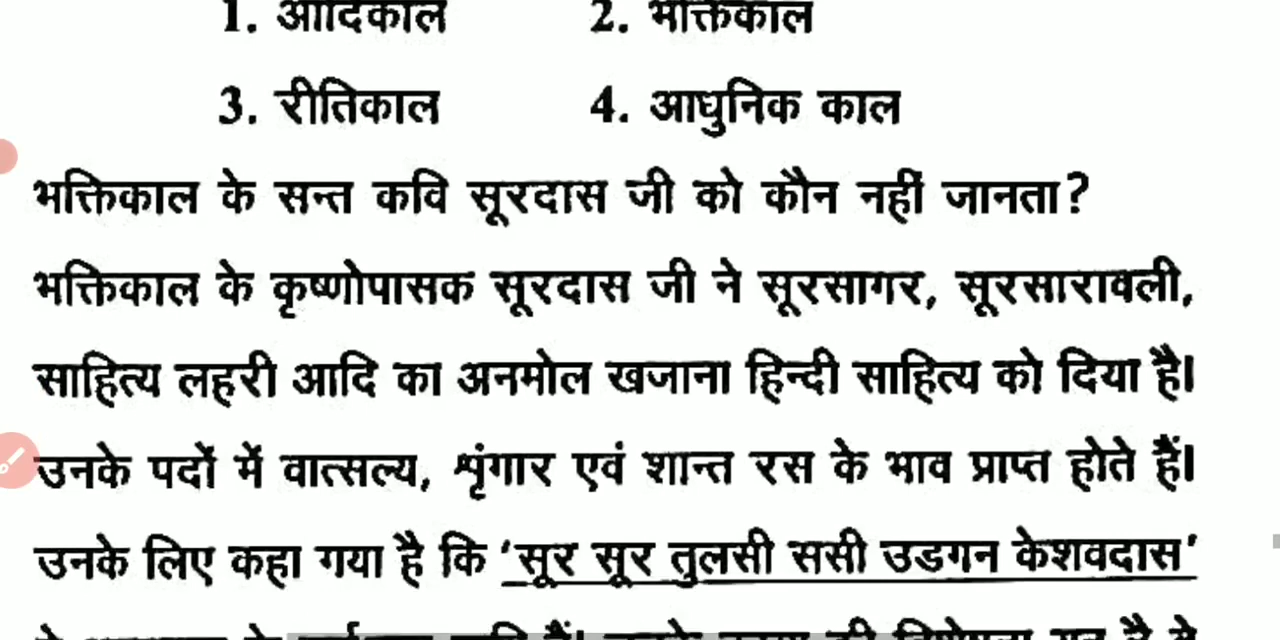 1. आदिकाल 2. भक्तिकाल
3. रीतिकाल 4. आधुनिक काल
भक्तिकाल के सन्त कवि सूरदास जी को कौन नहीं जानता?
भक्तिकाल के कृष्णोपासक सूरदास जी ने सूरसागर, सूरसारावली,
साहित्य लहरी आदि का अनमोल खजाना हिन्दी साहित्य को दिया है।
उनके पदों में वात्सल्य, शृंगार एवं शान्त रस के भाव प्राप्त होते हैं।
उनके लिए कहा गया है कि ‘सूर सूर तुलसी ससी उडगन केशवदास’